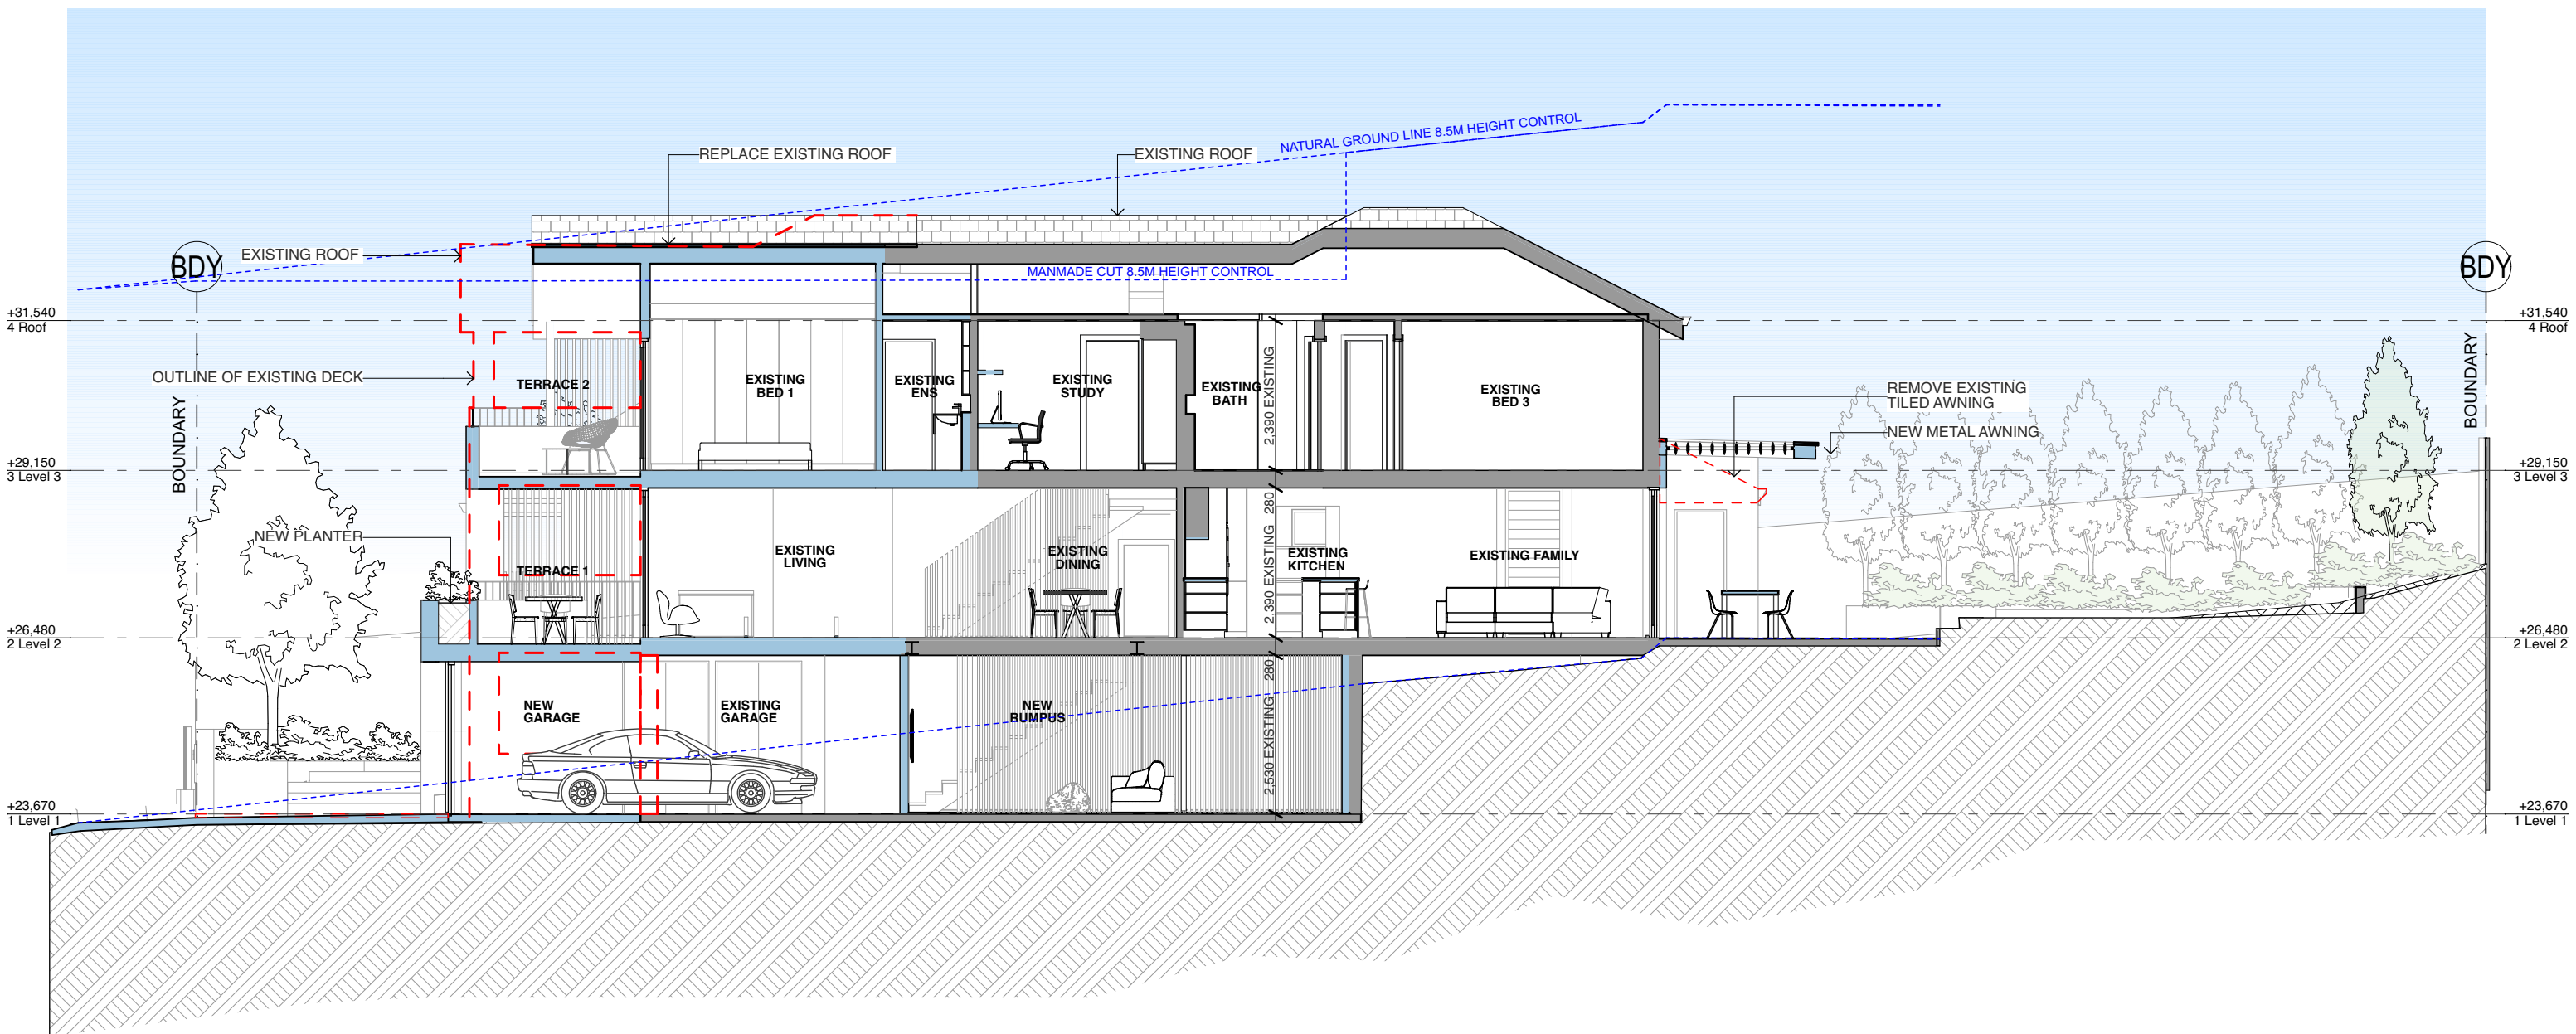 NATURAL GROUND LINE 8.5M HEIGHT CONTROL
REPLACE EXISTING ROOF
EXISTING ROOF
EXISTING ROOF
BDY
BDY
MANMADE CUT 8.5M HEIGHT CONTROL
+31,540
4 Roof
+31,540
4 Roof
BOUNDARY
BOUNDARY
OUTLINE OF EXISTING DECK
TERRACE 2
EXISTING
BED 1
EXISTING
ENS
EXISTING
STUDY
EXISTING
BATH
2,390 EXISTING
EXISTING
BED 3
REMOVE EXISTING
TILED AWNING
NEW METAL AWNING
+29,150
3 Level 3
+29,150
3 Level 3
280
NEW PLANTER
TERRACE 1
EXISTING
LIVING
EXISTING
DINING
2,390 EXISTING
EXISTING
KITCHEN
EXISTING FAMILY
+26,480
2 Level 2
+26,480
2 Level 2
280
NEW
GARAGE
EXISTING
GARAGE
NEW
RUMPUS
2,530 EXISTING
+23,670
1 Level 1
+23,670
1 Level 1